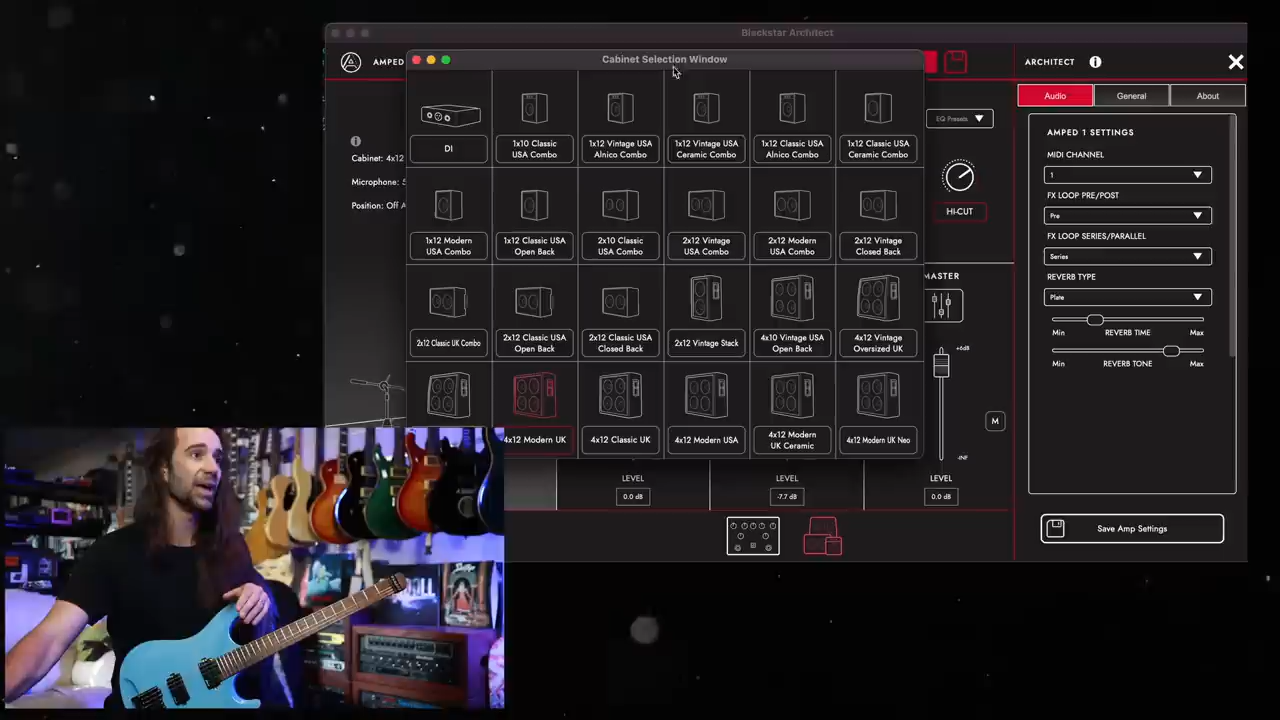 Blackstar Architect
Cabinet Selection Window
AMPED
ARCHITECT
Audio
General
About
EQ Presets
DI
1x10 Classic
USA Combo
1x12 Vintage USA
Alnico Combo
1x12 Vintage USA
Ceramic Combo
1x12 Classic USA
Alnico Combo
1x12 Classic USA
Ceramic Combo
Cabinet: 4x12
Microphone:
Position: Off A
HI-CUT
1x12 Modern
USA Combo
1x12 Classic USA
Open Back
2x10 Classic
USA Combo
2x12 Vintage
USA Combo
2x12 Modern
USA Combo
2x12 Vintage
Closed Back
MASTER
2x12 Classic UK Combo
2x12 Classic USA
Open Back
2x12 Classic USA
Closed Back
2x12 Vintage Stack
4x10 Vintage USA
Open Back
4x12 Vintage
Oversized UK
+6dB
4x12 Modern UK
4x12 Classic UK
4x12 Modern USA
4x12 Modern
UK Ceramic
4x12 Modern UK Neo
M
-INF
LEVEL
LEVEL
LEVEL
0.0 dB
-7.7 dB
0.0 dB
AMPED 1 SETTINGS
MIDI CHANNEL
1
FX LOOP PRE/POST
Pre
FX LOOP SERIES/PARALLEL
Series
REVERB TYPE
Plate
Min
REVERB TIME
Max
Min
REVERB TONE
Max
Save Amp Settings